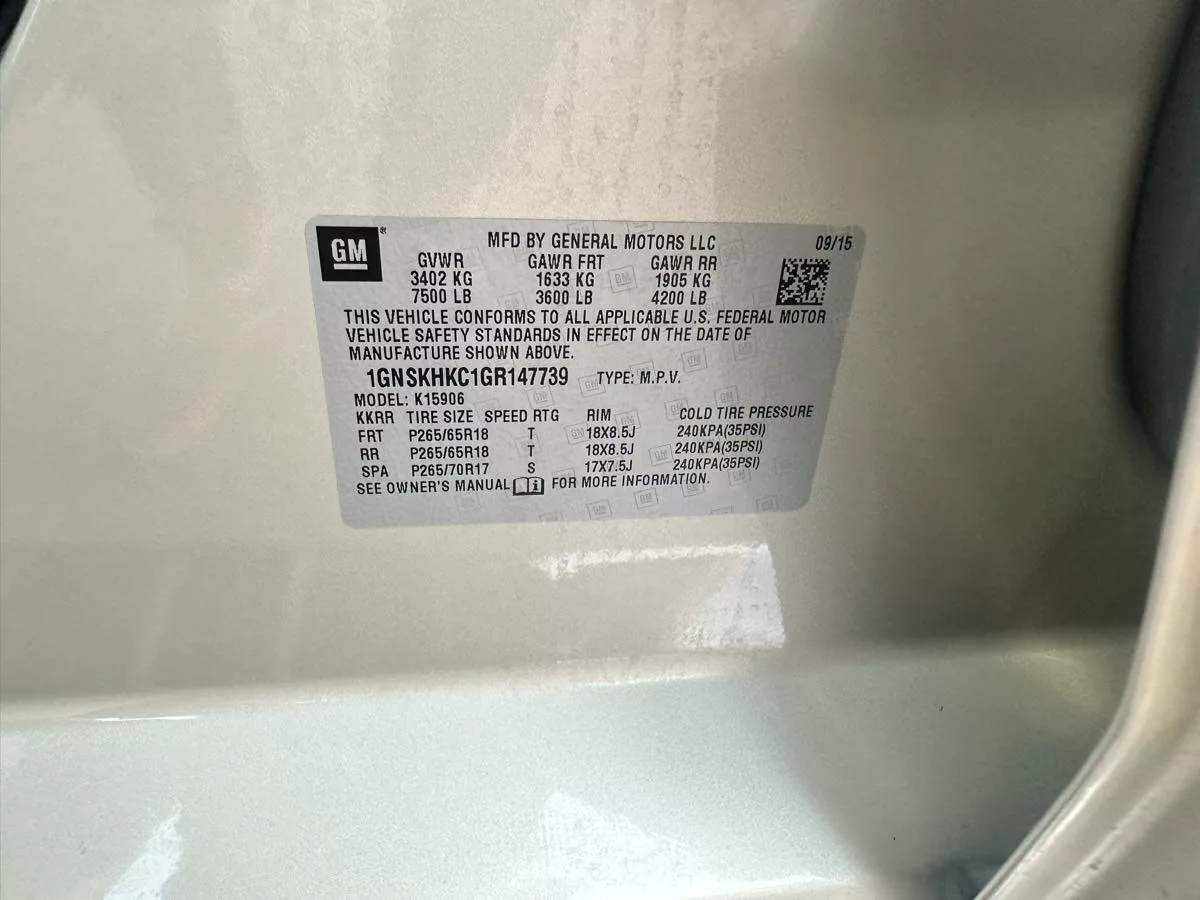 GM ®
MFD BY GENERAL MOTORS LLC 09/15
GVWR GAWR FRT GAWR RR
3402 KG 1633 KG 1905 KG
7500 LB 3600 LB 4200 LB
THIS VEHICLE CONFORMS TO ALL APPLICABLE U.S. FEDERAL MOTOR
VEHICLE SAFETY STANDARDS IN EFFECT ON THE DATE OF
MANUFACTURE SHOWN ABOVE.
1GNSKHKC1GR147739 TYPE: M.P.V.
MODEL: K15906
KKRR TIRE SIZE SPEED RTG RIM COLD TIRE PRESSURE
FRT P265/65R18 T 18X8.5J 240KPA(35PSI)
RR P265/65R18 T 18X8.5J 240KPA(35PSI)
SPA P265/70R17 S 17X7.5J 240KPA(35PSI)
SEE OWNER'S MANUAL i FOR MORE INFORMATION.